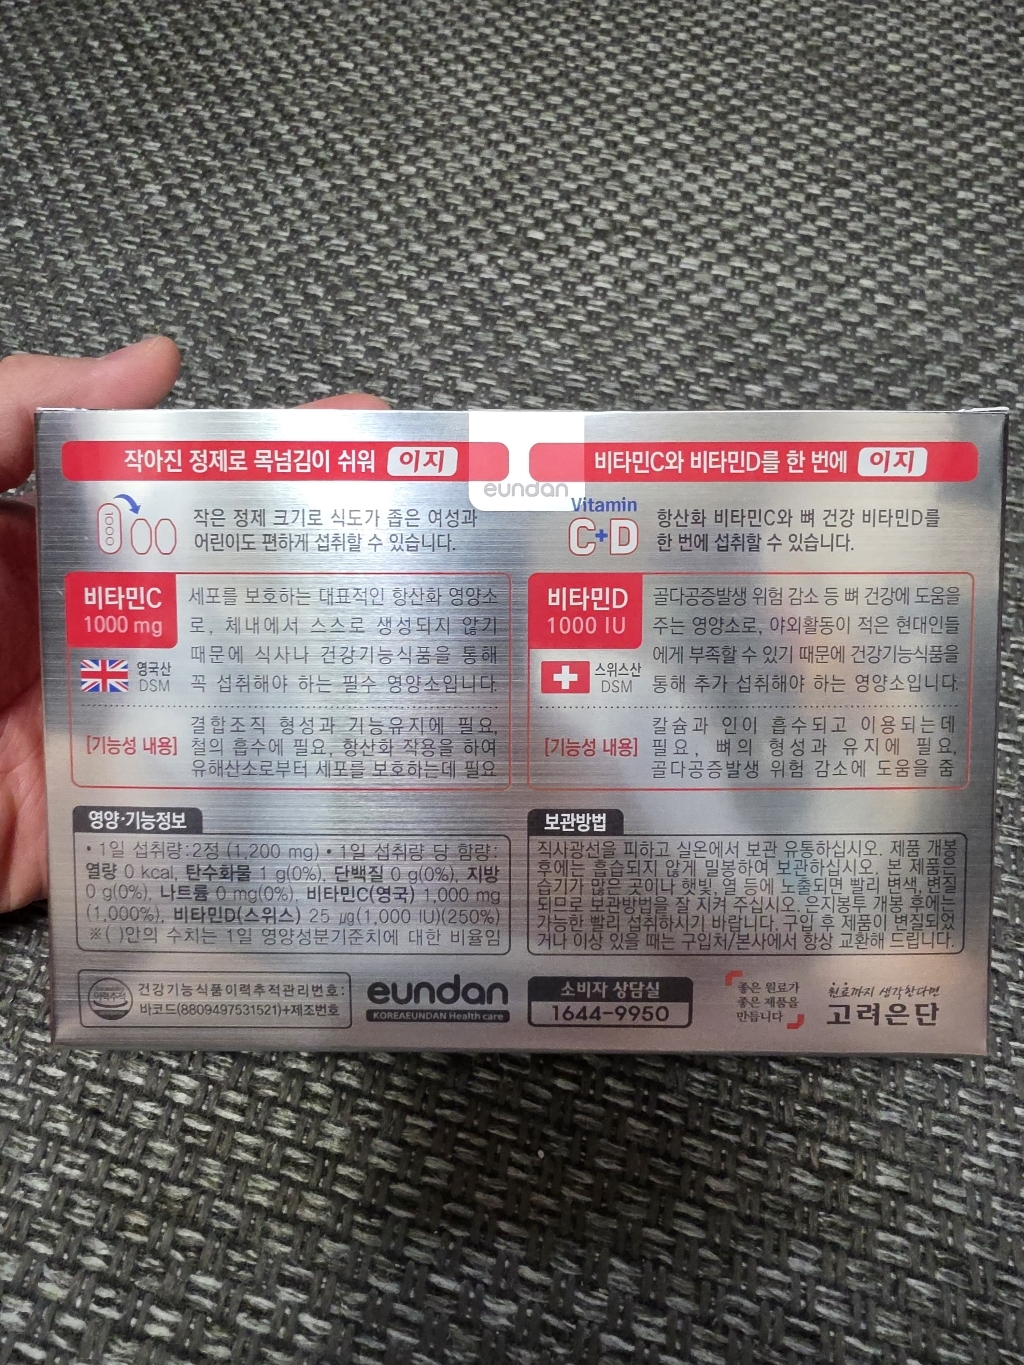 작아진 정제로 목넘김이 쉬워 이지
eundan
비타민C와 비타민D를 한 번에 이지
1000
작은 정제 크기로 식도가 좁은 여성과
어린이도 편하게 섭취할 수 있습니다.
Vitamin
C+D
항산화 비타민C와 뼈 건강 비타민D를
한 번에 섭취할 수 있습니다.
비타민C
1000 mg
영국산
DSM
세포를 보호하는 대표적인 항산화 영양소
로, 체내에서 스스로 생성되지 않기
때문에 식사나 건강기능식품을 통해
꼭 섭취해야 하는 필수 영양소입니다.
[기능성 내용]
결합조직 형성과 기능유지에 필요,
철의 흡수에 필요, 항산화 작용을 하여
유해산소로부터 세포를 보호하는데 필요
비타민D
1000 IU
스위스산
DSM
골다공증발생 위험 감소 등 뼈 건강에 도움을
주는 영양소로, 야외활동이 적은 현대인들
에게 부족할 수 있기 때문에 건강기능식품을
통해 추가 섭취해야 하는 영양소입니다.
[기능성 내용]
칼슘과 인이 흡수되고 이용되는데
필요, 뼈의 형성과 유지에 필요,
골다공증발생 위험 감소에 도움을 줌
영양·기능정보
• 1일 섭취량:2정 (1,200 mg) • 1일 섭취량 당 함량:
열량 0 kcal, 탄수화물 1 g(0%), 단백질 0 g(0%), 지방
0 g(0%), 나트륨 0 mg(0%), 비타민C(영국) 1,000 mg
(1,000%), 비타민D(스위스) 25 µg(1,000 IU)(250%)
※( )안의 수치는 1일 영양성분기준치에 대한 비율임
보관방법
직사광선을 피하고 실온에서 보관 유통하십시오. 제품 개봉
후에는 흡습되지 않게 밀봉하여 보관하십시오. 본 제품은
습기가 많은 곳이나 햇빛, 열 등에 노출되면 빨리 변색, 변질
되므로 보관방법을 잘 지켜 주십시오. 은지봉투 개봉 후에는
가능한 빨리 섭취하시기 바랍니다. 구입 후 제품이 변질되었
거나 이상 있을 때는 구입처/본사에서 항상 교환해 드립니다.
이력추적
건강기능식품이력추적관리번호:
바코드(8809497531521)+제조번호
eundan
KOREAEUNDAN Health care
소비자 상담실
1644-9950
좋은 원료가
좋은 제품을
만듭니다
원료까지 생각한다면
고려은단